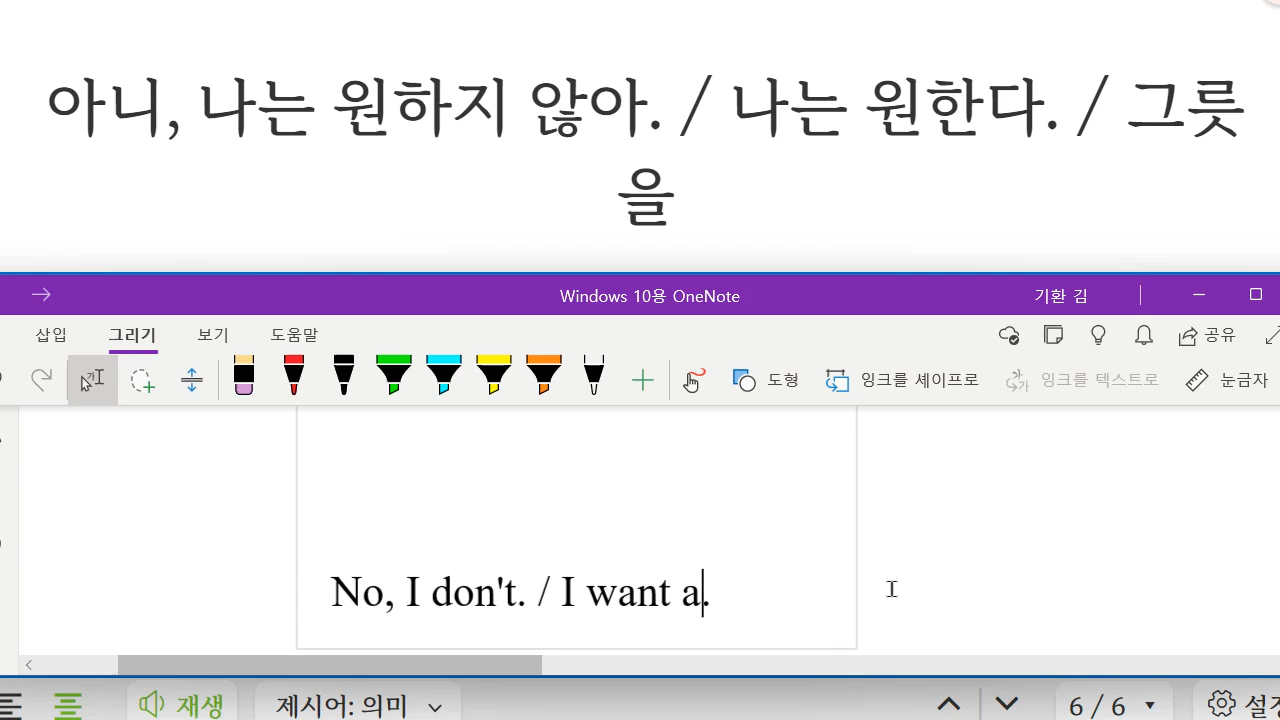 아니, 나는 원하지 않아. / 나는 원한다. / 그릇
을
Windows 10용 OneNote
기환 김
삽입
그리기
보기
도움말
공유
가
도형
잉크를 셰이프로
잉크를 텍스트로
눈금자
No, I don't. / I want a.
재생
제시어: 의미
6 / 6
설정